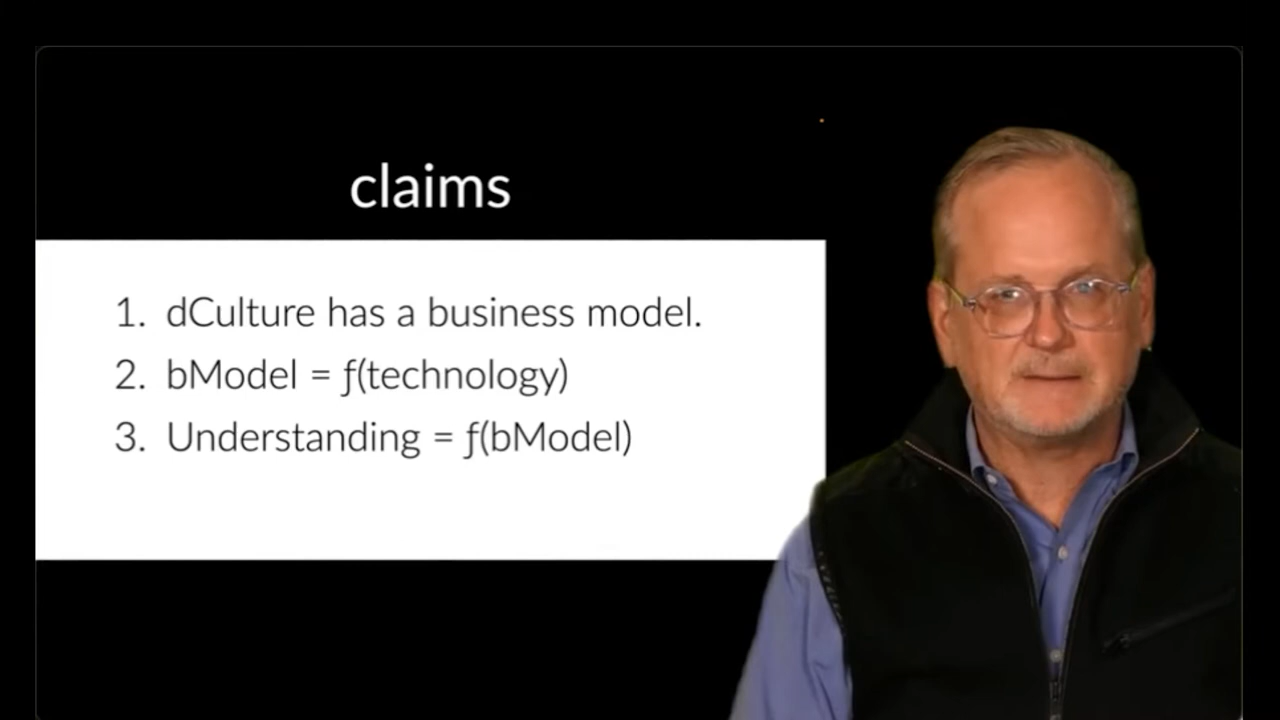 claims
1. dCulture has a business model.
2. bModel = ƒ(technology)
3. Understanding = ƒ(bModel)